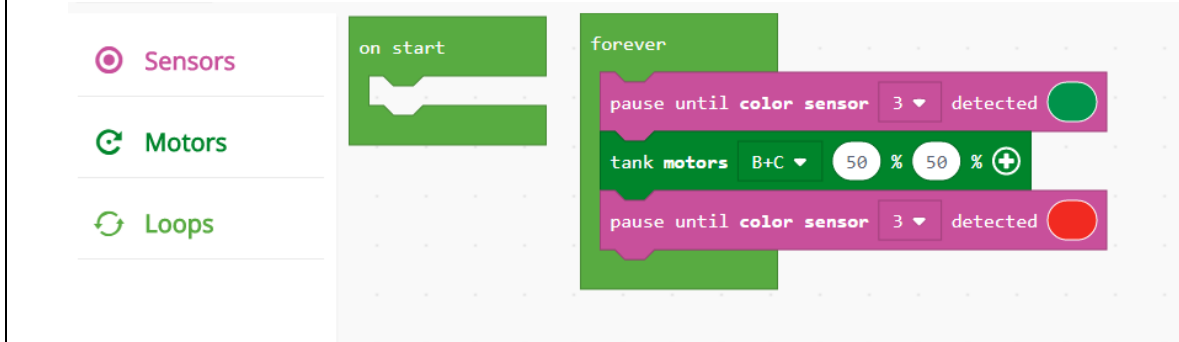 Sensors
Motors
Loops
on start
forever
pause until color sensor 3 detected
tank motors B+C 50 % 50 %
pause until color sensor 3 detected